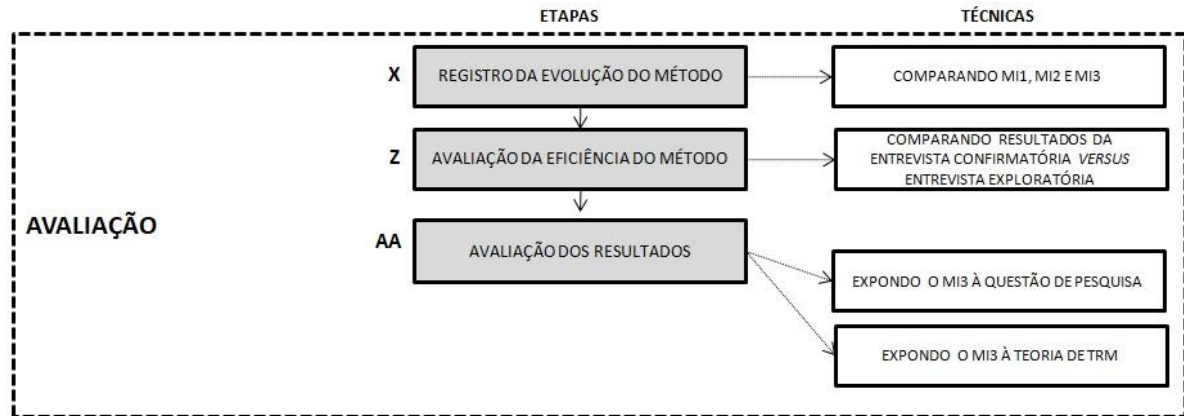 ETAPAS
TÉCNICAS
X
REGISTRO DA EVOLUÇÃO DO MÉTODO
COMPARANDO MI1, MI2 E MI3
Z
AVALIAÇÃO DA EFICIÊNCIA DO MÉTODO
COMPARANDO RESULTADOS DA
ENTREVISTA CONFIRMATÓRIA VERSUS
ENTREVISTA EXPLORATÓRIA
AVALIAÇÃO
AA
AVALIAÇÃO DOS RESULTADOS
EXPONDO O MI3 À QUESTÃO DE PESQUISA
EXPONDO O MI3 À TEORIA DE TRM